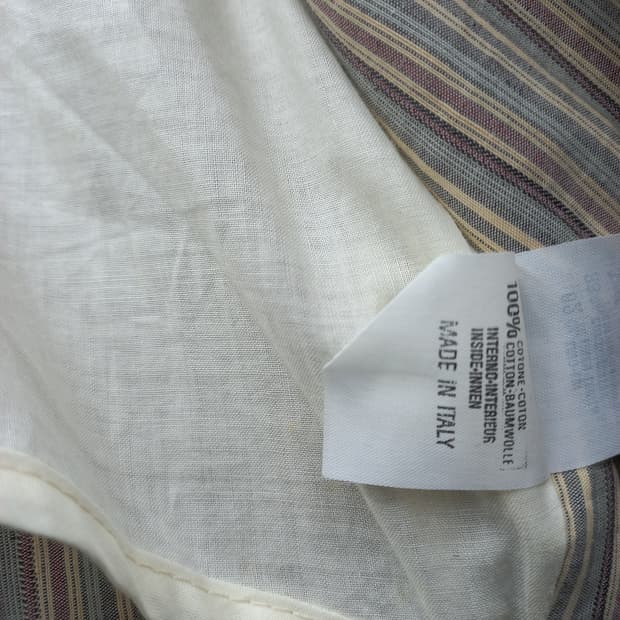 100% COTONE-COTON
COTTON-BAUMWOLLE
INTERNO-INTERIEUR
INSIDE-INNEN
MADE iN ITALY